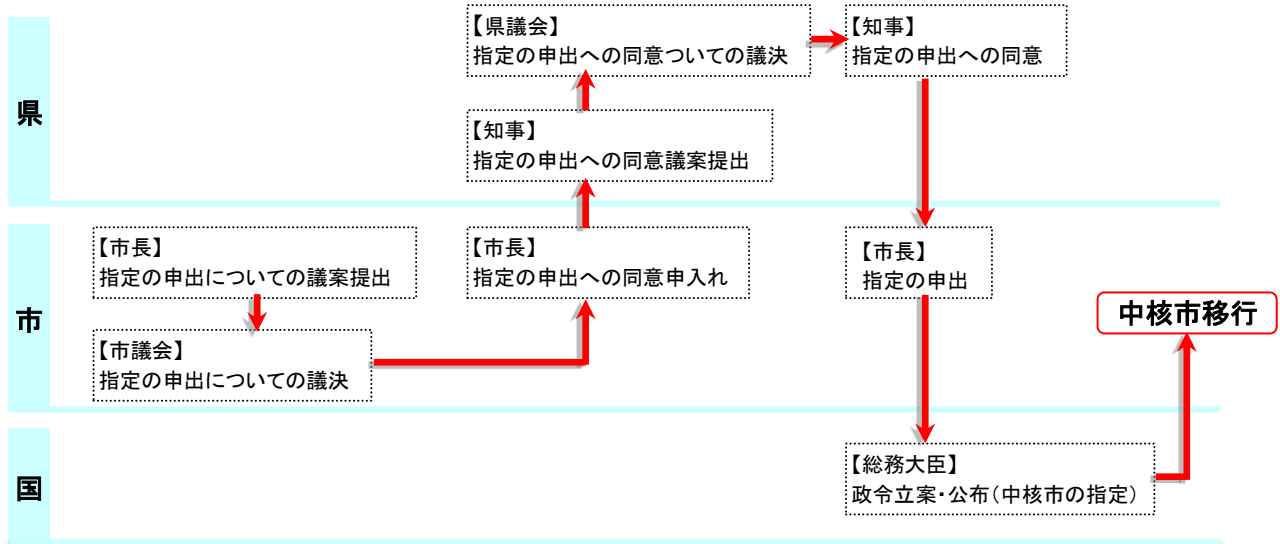 県
【県議会】
指定の申出への同意ついての議決
【知事】
指定の申出への同意
【知事】
指定の申出への同意議案提出
市
【市長】
指定の申出についての議案提出
【市議会】
指定の申出についての議決
【市長】
指定の申出への同意申入れ
【市長】
指定の申出
中核市移行
国
【総務大臣】
政令立案・公布(中核市の指定)